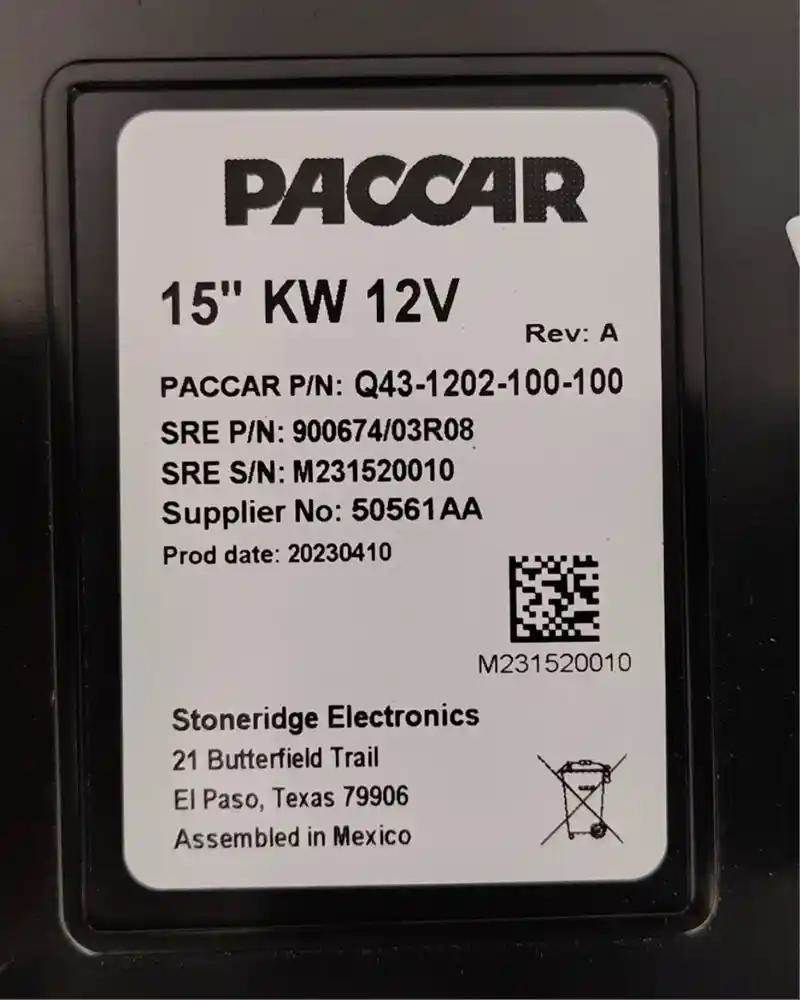 PACCAR
15" KW 12V
Rev: A
PACCAR P/N: Q43-1202-100-100
SRE P/N: 900674/03R08
SRE S/N: M231520010
Supplier No: 50561AA
Prod date: 20230410
M231520010
Stoneridge Electronics
21 Butterfield Trail
El Paso, Texas 79906
Assembled in Mexico